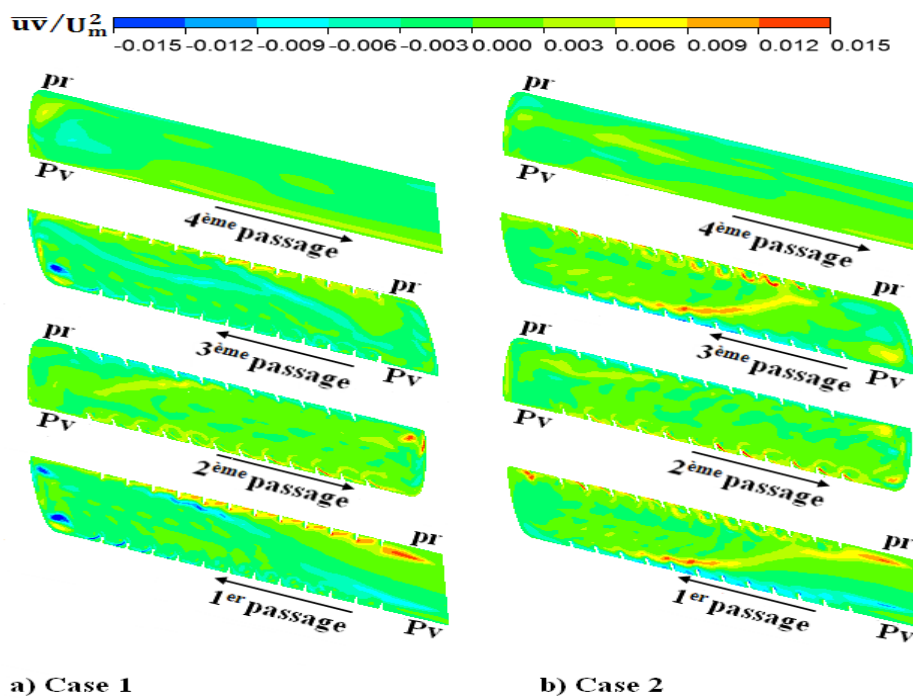 uv/U²ₘ
-0.015 -0.012 -0.009 -0.006 -0.003 0.000 0.003 0.006 0.009 0.012 0.015
pr
pr
Pv
Pv
4ème passage
4ème passage
pr
pr
3ème passage
3ème passage
pr
Pv
pr
Pv
Pv
Pv
2ème passage
2ème passage
pr
pr
1er passage
1er passage
Pv
Pv
a) Case 1
b) Case 2